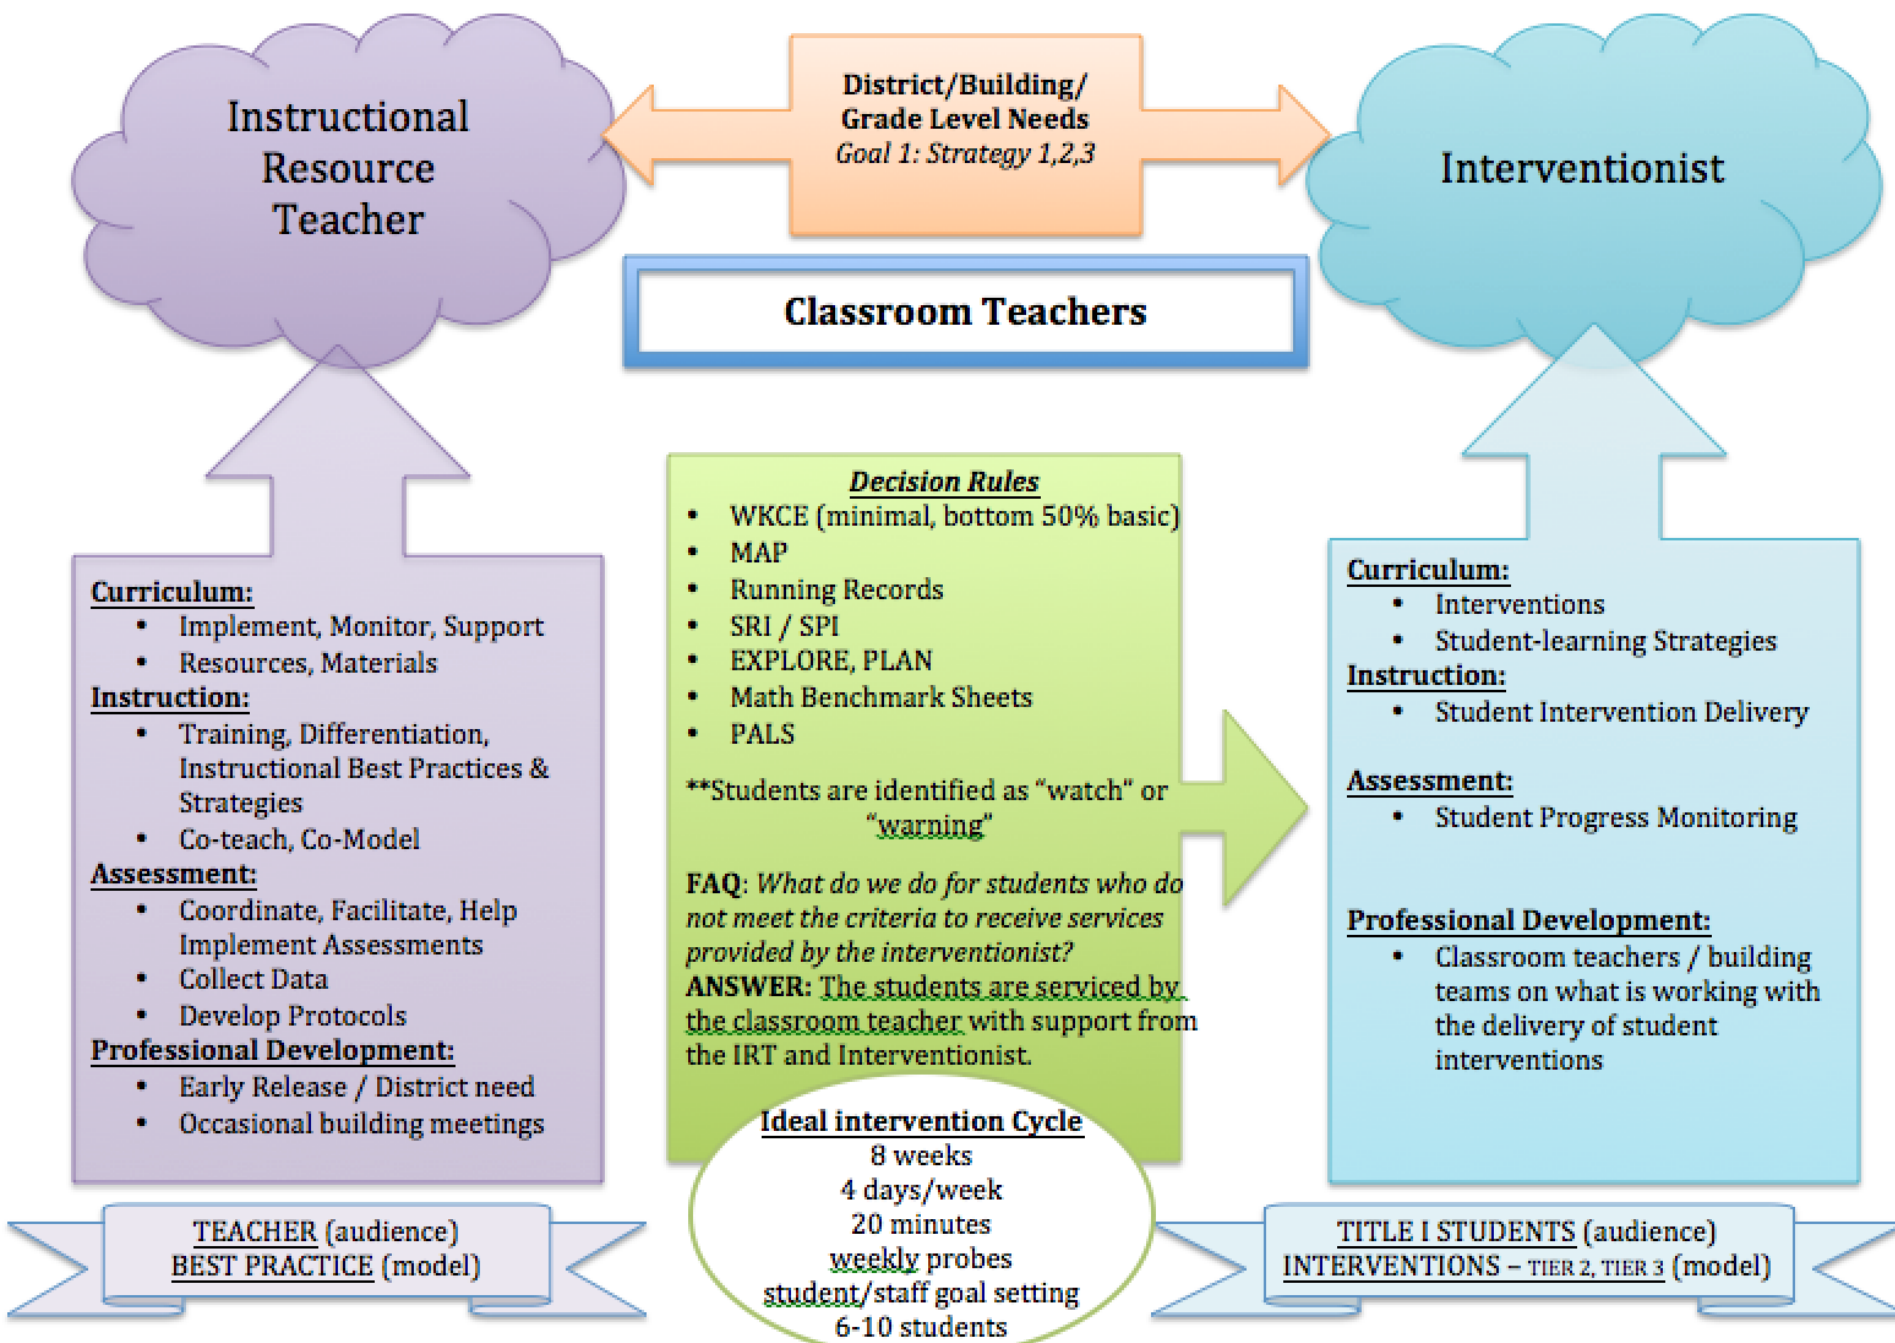 Instructional
Resource
Teacher
District/Building/
Grade Level Needs
Goal 1: Strategy 1,2,3
Interventionist
Classroom Teachers
Curriculum:
• Implement, Monitor, Support
• Resources, Materials
Instruction:
• Training, Differentiation,
Instructional Best Practices &
Strategies
• Co-teach, Co-Model
Assessment:
• Coordinate, Facilitate, Help
Implement Assessments
• Collect Data
• Develop Protocols
Professional Development:
• Early Release / District need
• Occasional building meetings
TEACHER (audience)
BEST PRACTICE (model)
Decision Rules
• WKCE (minimal, bottom 50% basic)
• MAP
• Running Records
• SRI / SPI
• EXPLORE, PLAN
• Math Benchmark Sheets
• PALS
**Students are identified as “watch” or
“warning”
FAQ: What do we do for students who do
not meet the criteria to receive services
provided by the interventionist?
ANSWER: The students are serviced by
the classroom teacher with support from
the IRT and Interventionist.
Ideal intervention Cycle
8 weeks
4 days/week
20 minutes
weekly probes
student/staff goal setting
6-10 students
Curriculum:
• Interventions
• Student-learning Strategies
Instruction:
• Student Intervention Delivery
Assessment:
• Student Progress Monitoring
Professional Development:
• Classroom teachers / building
teams on what is working with
the delivery of student
interventions
TITLE I STUDENTS (audience)
INTERVENTIONS – TIER 2, TIER 3 (model)